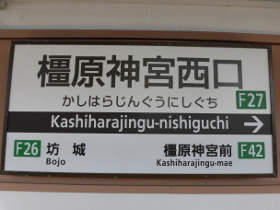 橿原神宮西口
かしはらじんぐうにしぐち
F27
Kashiharajingu-nishiguchi →
F26 坊城 橿原神宮前 F42
Bojo Kashiharajingu-mae